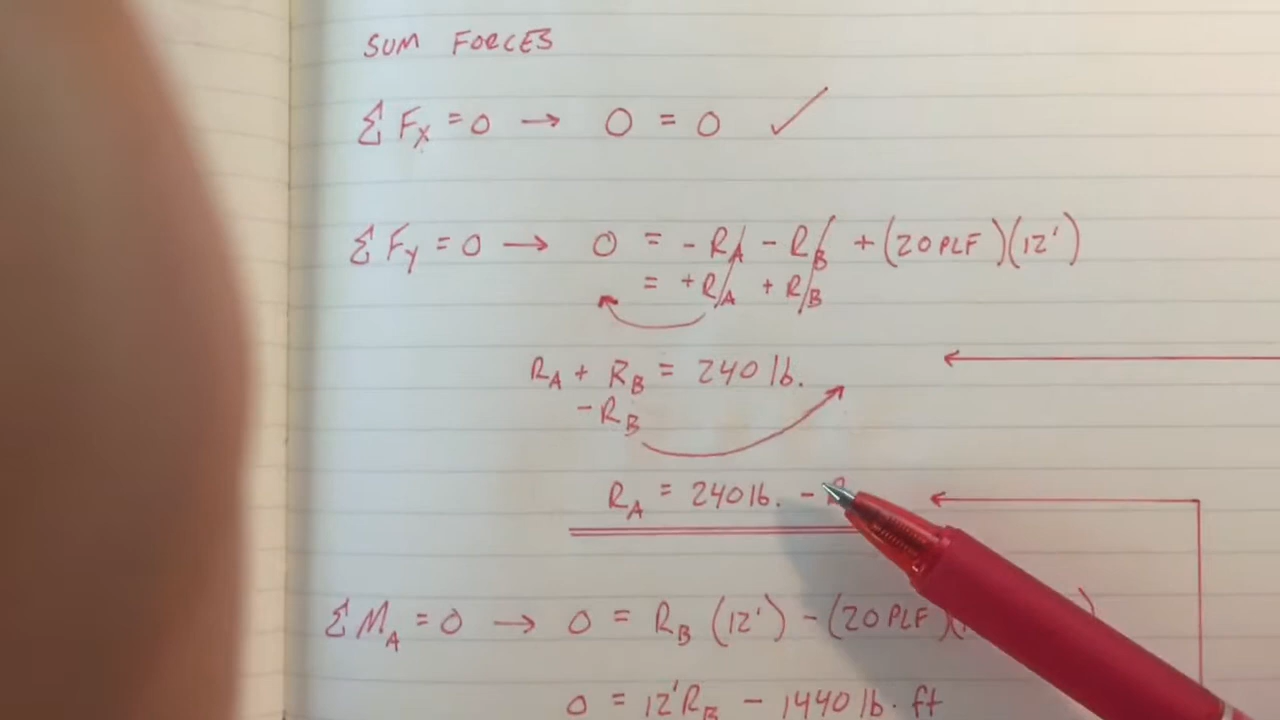 SUM FORCES
ΣFx = 0 → 0 = 0 ✓
ΣFy = 0 → 0 = - RA - RB + (20 PLF)(12')
= + RA + RB
RA + RB = 240 lb.
- RB
RA = 240 lb. -
ΣMA = 0 → 0 = RB (12') - (20 PLF)
0 = 12' RB - 1440 lb · ft